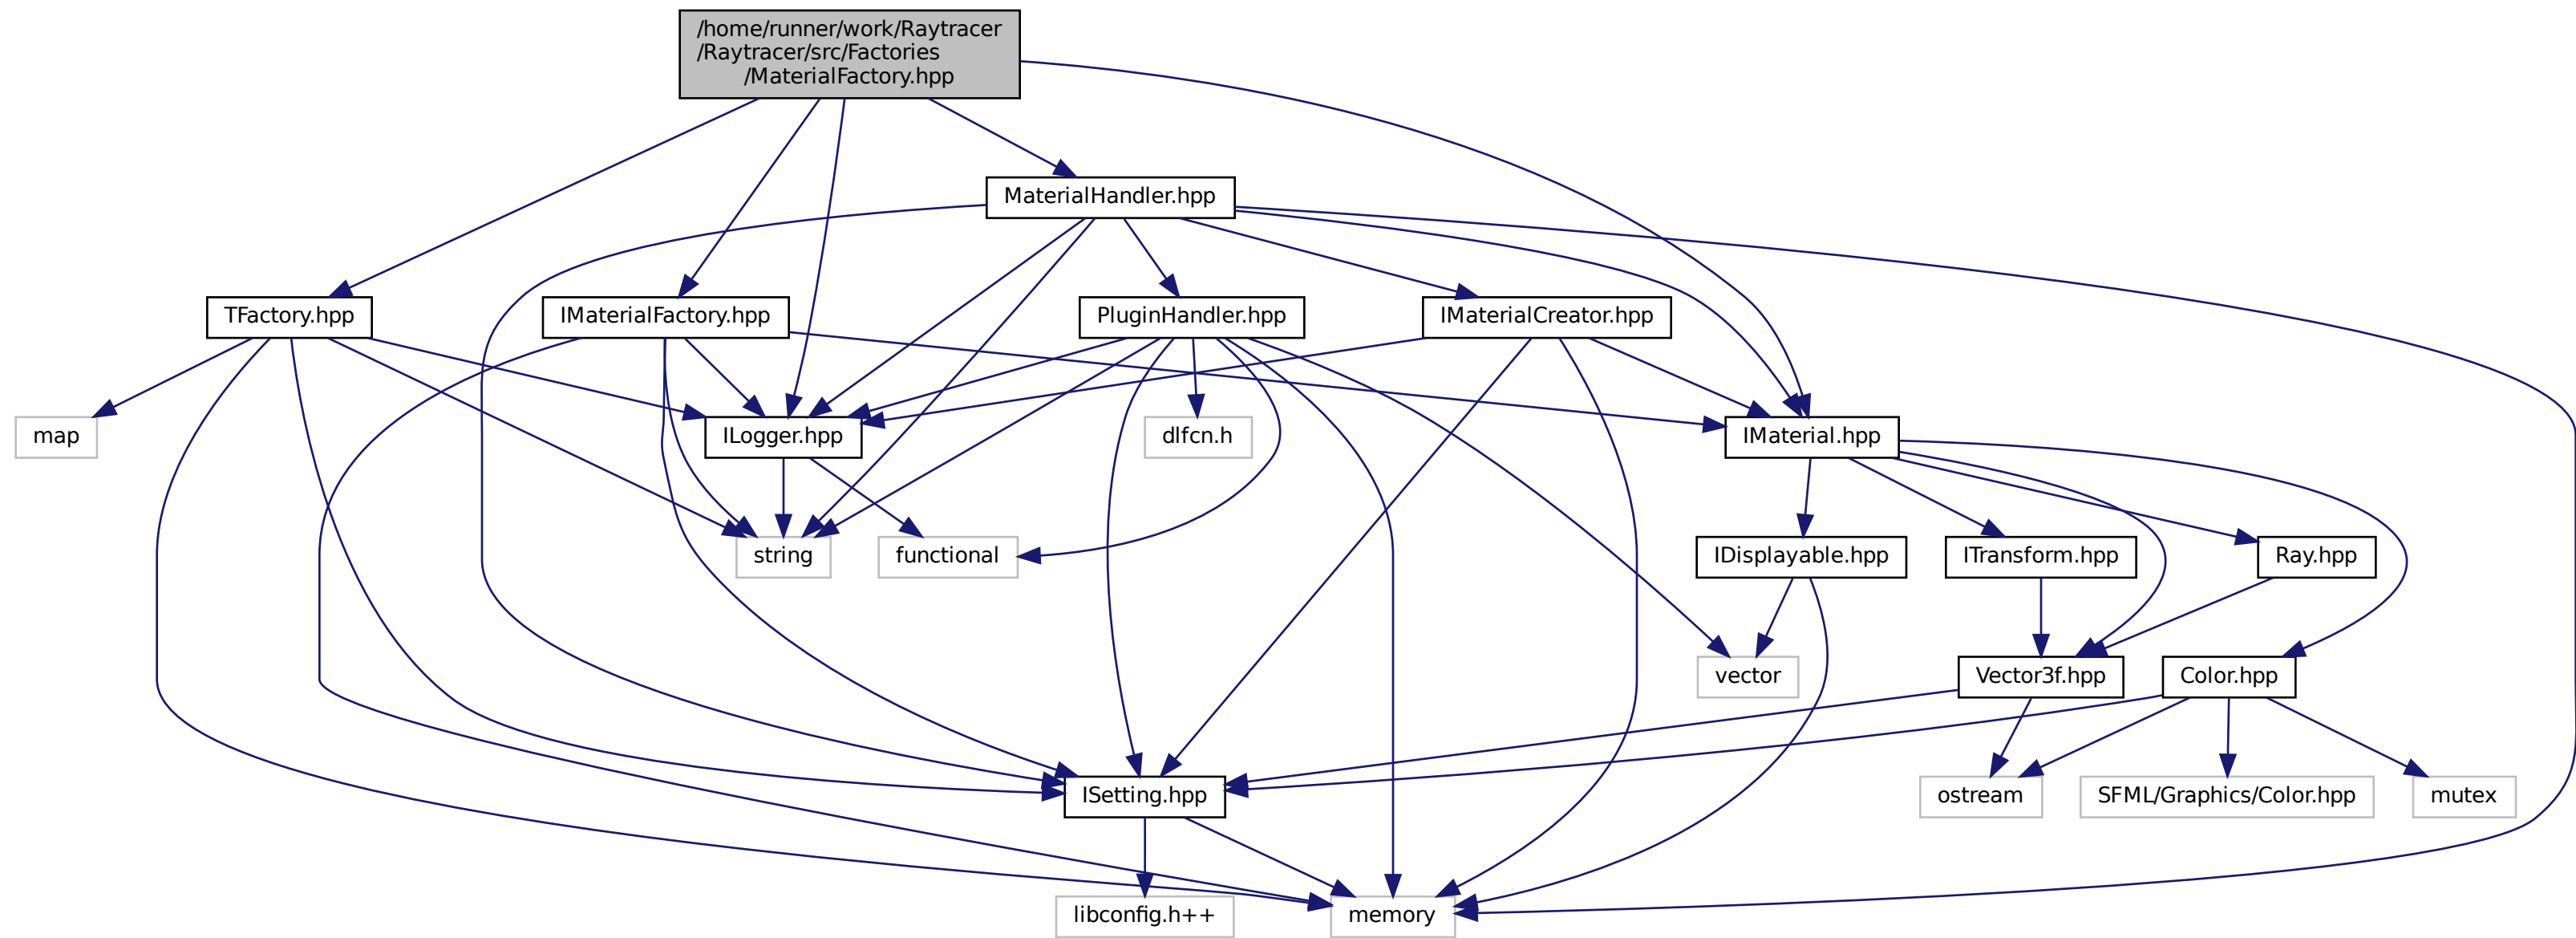 /home/runner/work/Raytracer
/Raytracer/src/Factories
/MaterialFactory.hpp
MaterialHandler.hpp
TFactory.hpp
IMaterialFactory.hpp
PluginHandler.hpp
IMaterialCreator.hpp
map
ILogger.hpp
dlfcn.h
IMaterial.hpp
string
functional
IDisplayable.hpp
ITransform.hpp
Ray.hpp
vector
Vector3f.hpp
Color.hpp
ISetting.hpp
ostream
SFML/Graphics/Color.hpp
mutex
libconfig.h++
memory